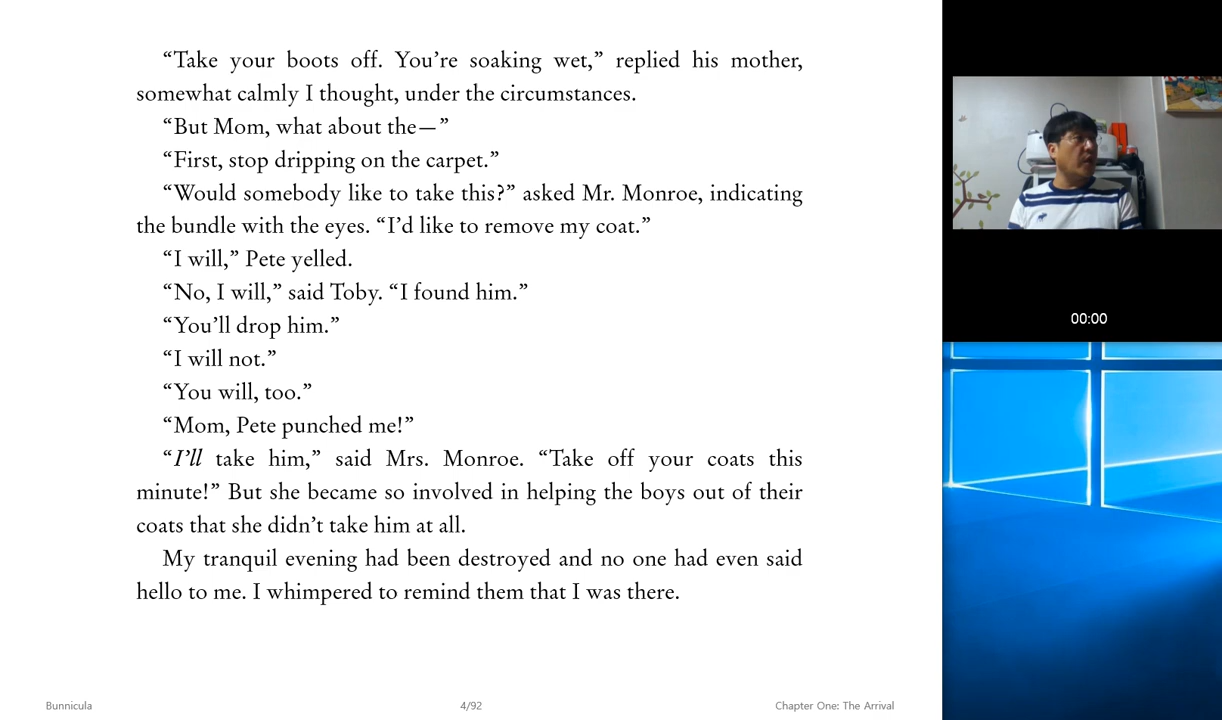 “Take your boots off. You’re soaking wet,” replied his mother,
somewhat calmly I thought, under the circumstances.
“But Mom, what about the—”
“First, stop dripping on the carpet.”
“Would somebody like to take this?” asked Mr. Monroe, indicating
the bundle with the eyes. “I’d like to remove my coat.”
“I will,” Pete yelled.
“No, I will,” said Toby. “I found him.”
“You’ll drop him.”
“I will not.”
“You will, too.”
“Mom, Pete punched me!”
“I’ll take him,” said Mrs. Monroe. “Take off your coats this
minute!” But she became so involved in helping the boys out of their
coats that she didn’t take him at all.
My tranquil evening had been destroyed and no one had even said
hello to me. I whimpered to remind them that I was there.
Bunnicula
4/92
Chapter One: The Arrival
00:00